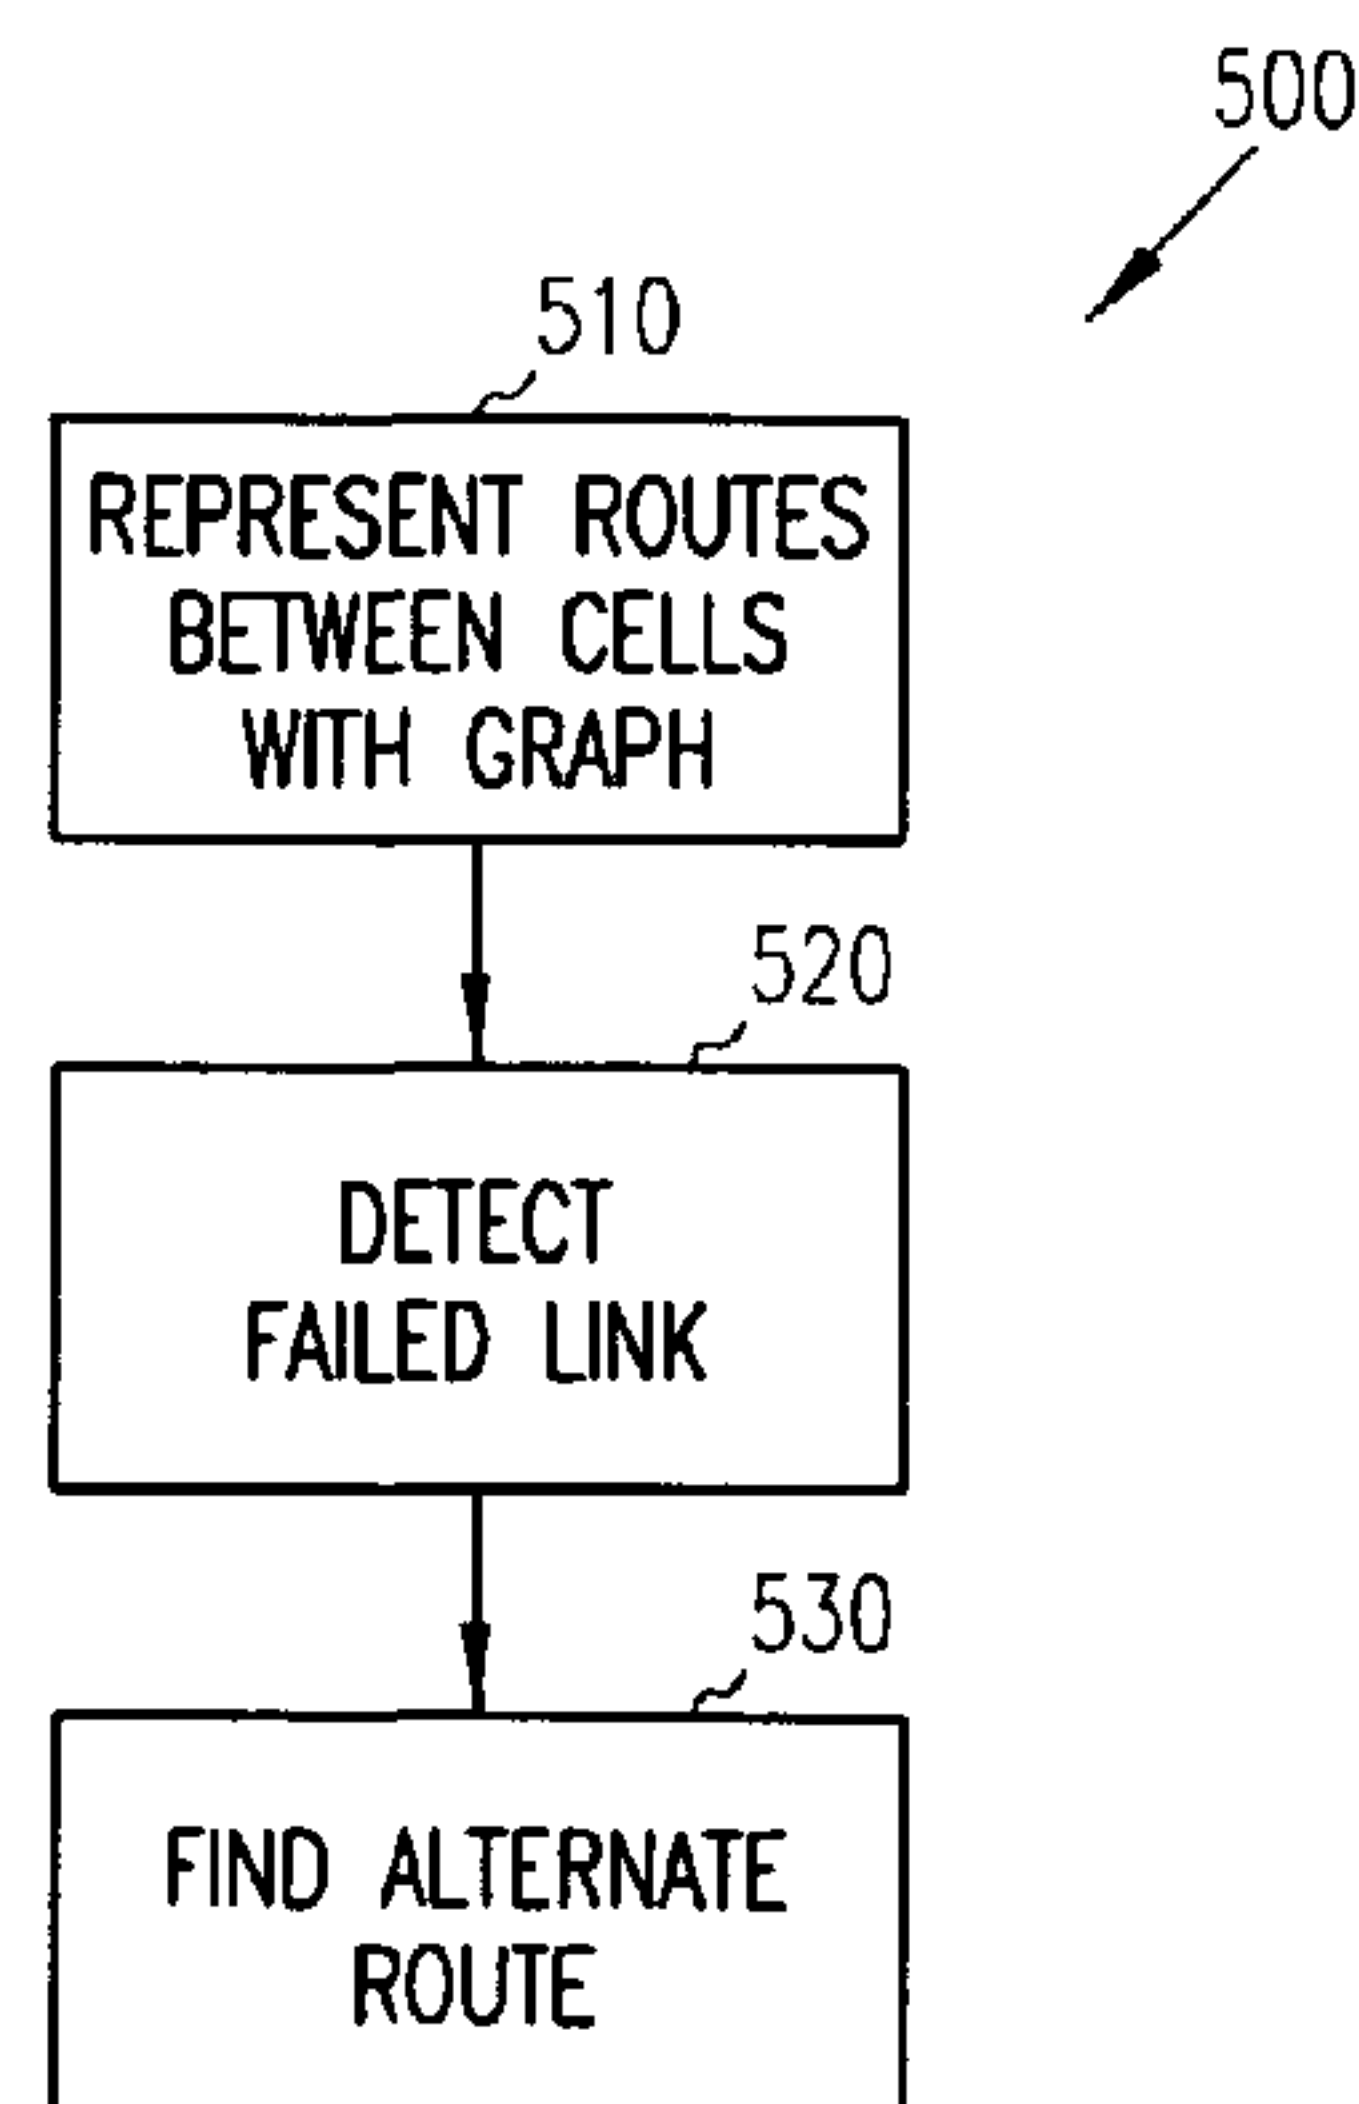 500
510
REPRESENT ROUTES
BETWEEN CELLS
WITH GRAPH
520
DETECT
FAILED LINK
530
FIND ALTERNATE
ROUTE